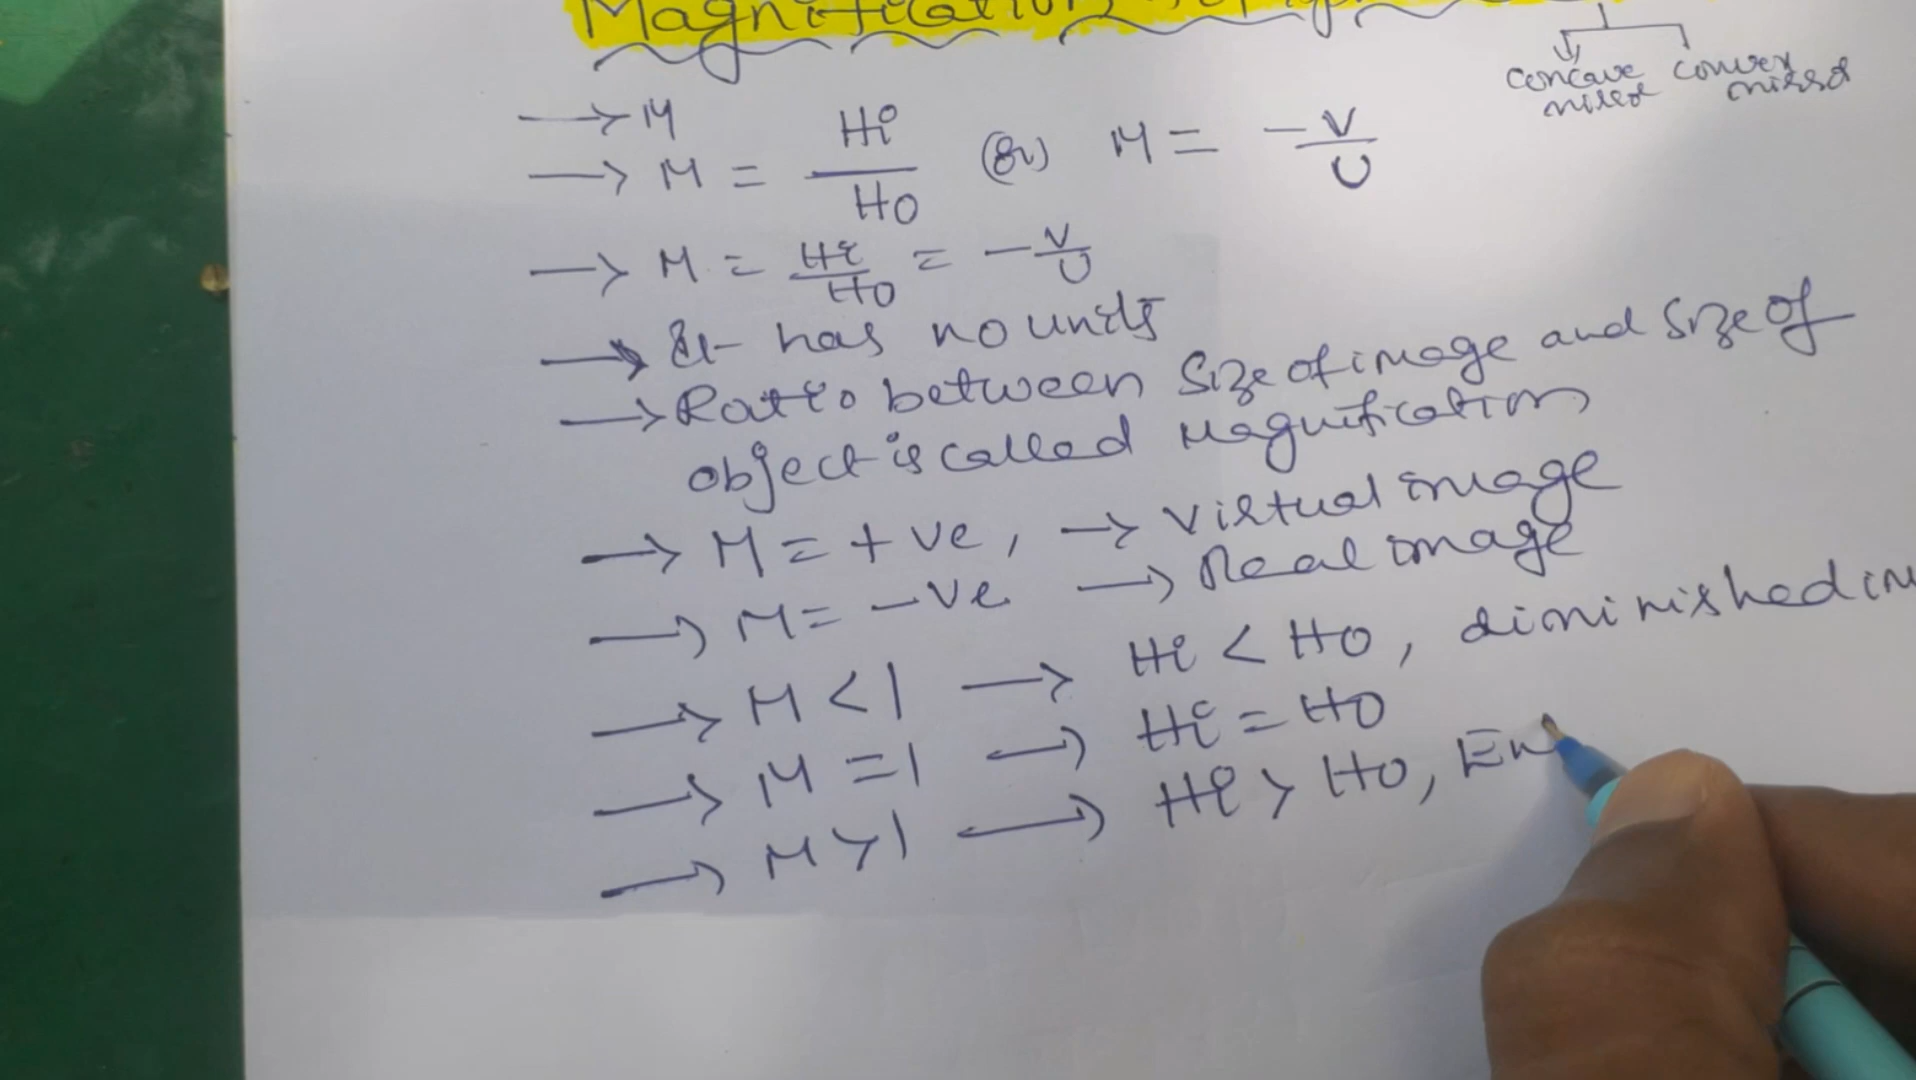 Magnification
concave convex
mirror mirror
→ M
→ M = Hi/HO (or) M = -V/U
→ M = Hi/HO = -V/U
→ It has no units
→ Ratio between Size of image and Size of
object is called Magnification
→ M = +ve, → Virtual image
→ M = -ve → Real image
→ M < 1 → Hi < HO, diminished im
→ M = 1 → Hi = HO
→ M > 1 → Hi > HO, En